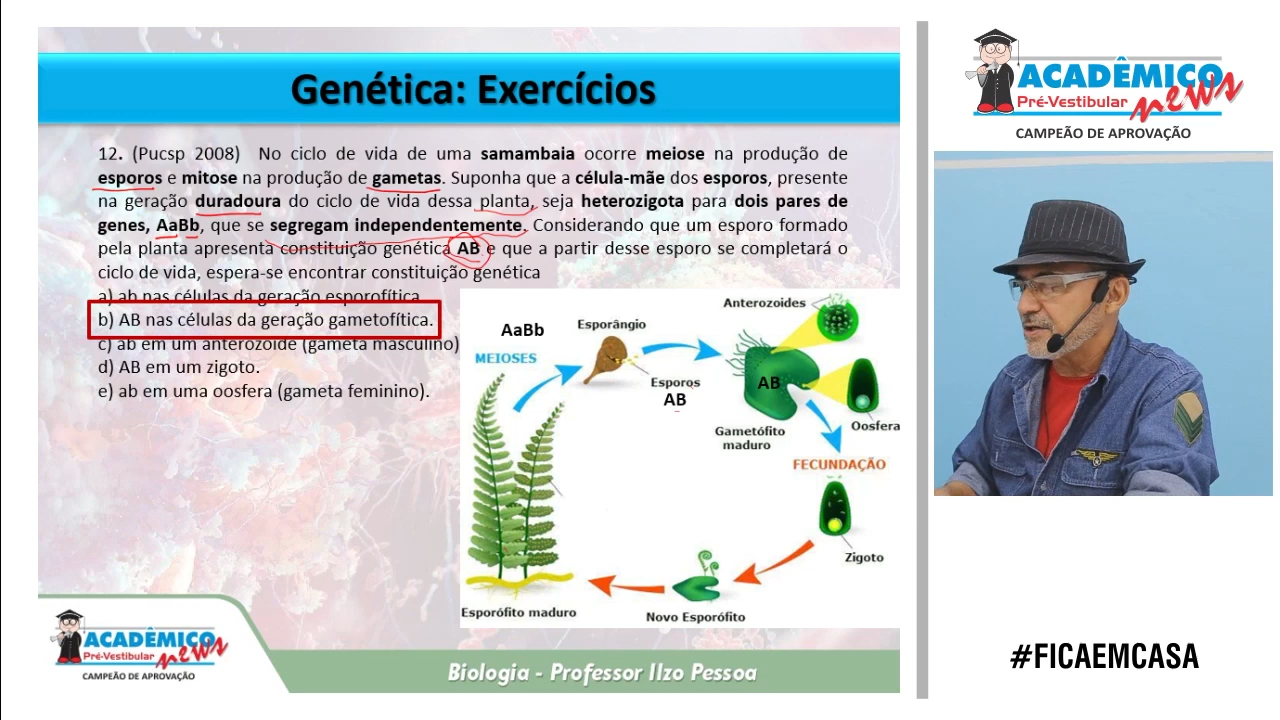 Genética: Exercícios
12. (Pucsp 2008) No ciclo de vida de uma samambaia ocorre meiose na produção de
esporos e mitose na produção de gametas. Suponha que a célula-mãe dos esporos, presente
na geração duradoura do ciclo de vida dessa planta, seja heterozigota para dois pares de
genes, AaBb, que se segregam independentemente. Considerando que um esporo formado
pela planta apresenta constituição genética AB e que a partir desse esporo se completará o
ciclo de vida, espera-se encontrar constituição genética
a) ab nas células da geração esporofítica.
b) AB nas células da geração gametofítica.
c) ab em um anterozoide (gameta masculino)
d) AB em um zigoto.
e) ab em uma oosfera (gameta feminino).
AaBb
MEIOSES
Esporângio
Esporos
AB
Anterozoides
AB
Gametófito
maduro
Oosfera
FECUNDAÇÃO
Zigoto
Novo Esporófito
Esporófito maduro
ACADÊMICO
Pré-Vestibular news
CAMPEÃO DE APROVAÇÃO
Biologia - Professor Ilzo Pessoa
ACADÊMICO
Pré-Vestibular news
CAMPEÃO DE APROVAÇÃO
#FICAEMCASA